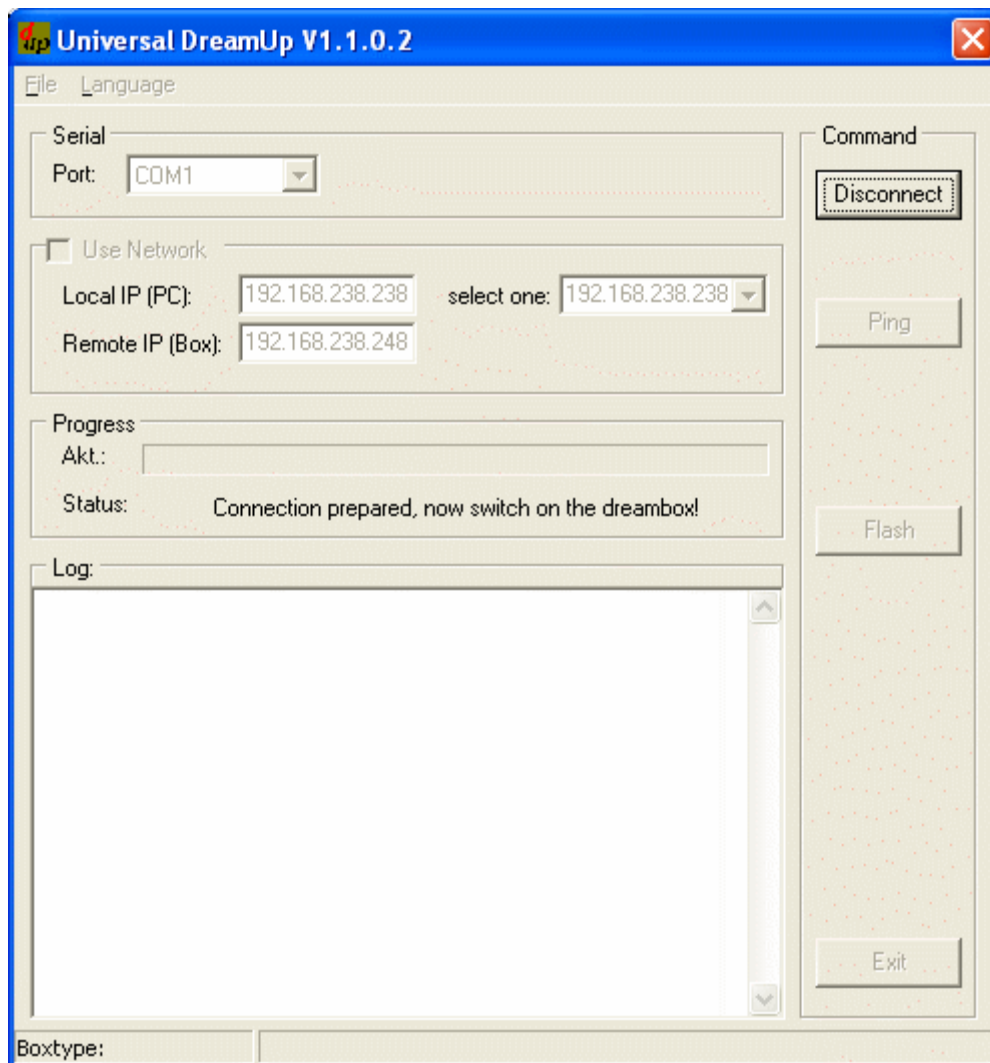 up Universal DreamUp V1.1.0.2
File Language
Serial
Port: COM1
Use Network
Local IP (PC): 192.168.238.238 select one: 192.168.238.238
Remote IP (Box): 192.168.238.248
Progress
Akt.:
Status: Connection prepared, now switch on the dreambox!
Log:
Command
Disconnect
Ping
Flash
Exit
Boxtype: